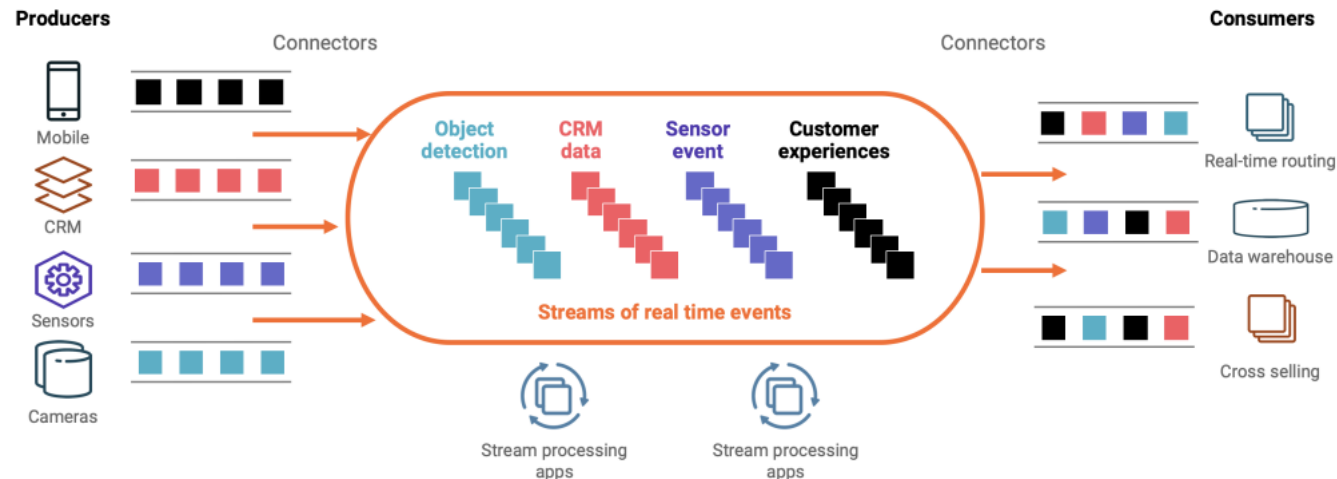 Producers
Connectors
Connectors
Consumers
Mobile
CRM
Sensors
Cameras
Object
detection
CRM
data
Sensor
event
Customer
experiences
Streams of real time events
Stream processing
apps
Stream processing
apps
Real-time routing
Data warehouse
Cross selling